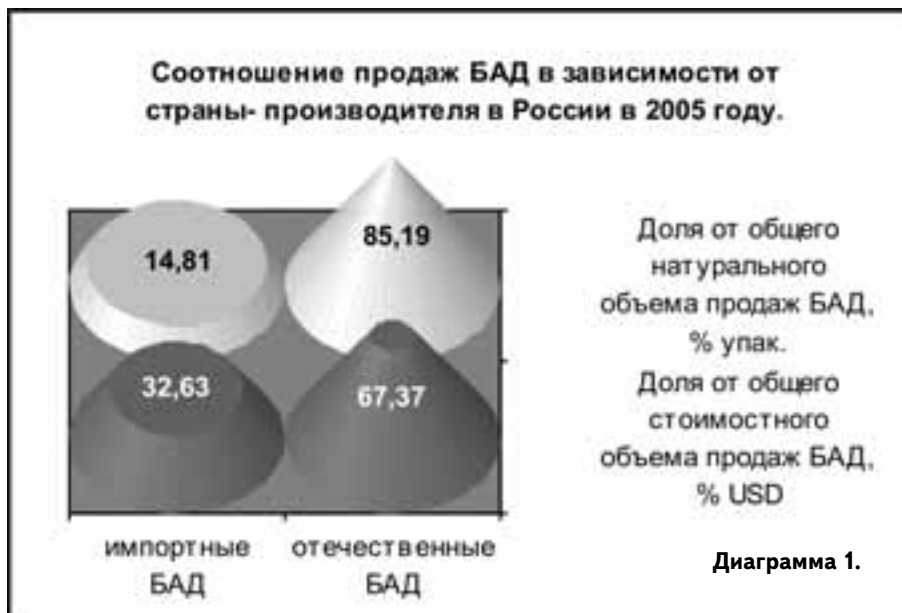 Соотношение продаж БАД в зависимости от
страны- производителя в России в 2005 году.
14,81
85,19
32,63
67,37
Доля от общего
натурального
объема продаж БАД,
% упак.
Доля от общего
стоимостного
объема продаж БАД,
% USD
импортные
БАД
отечественные
БАД
Диаграмма 1.